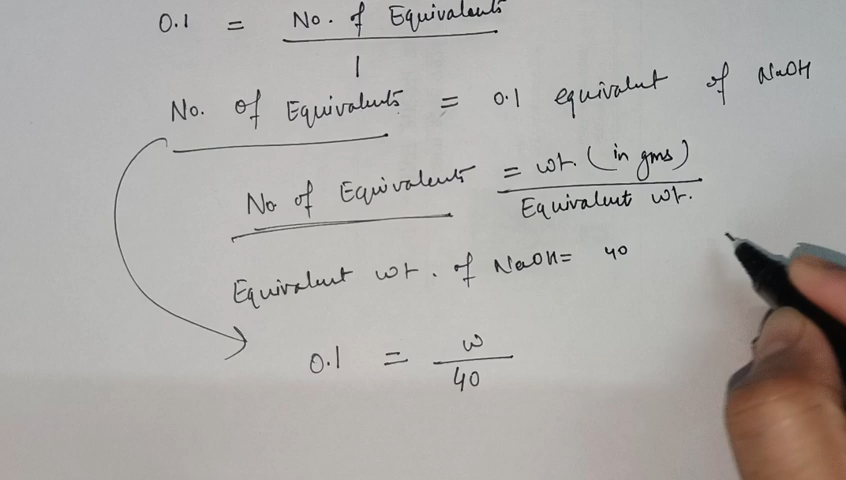 0.1 = No. of Equivalents
1
No. of Equivalents = 0.1 equivalent of NaOH
No of Equivalents = wt. (in gms)
Equivalent wt.
Equivalent wt. of NaOH = 40
0.1 = w
40